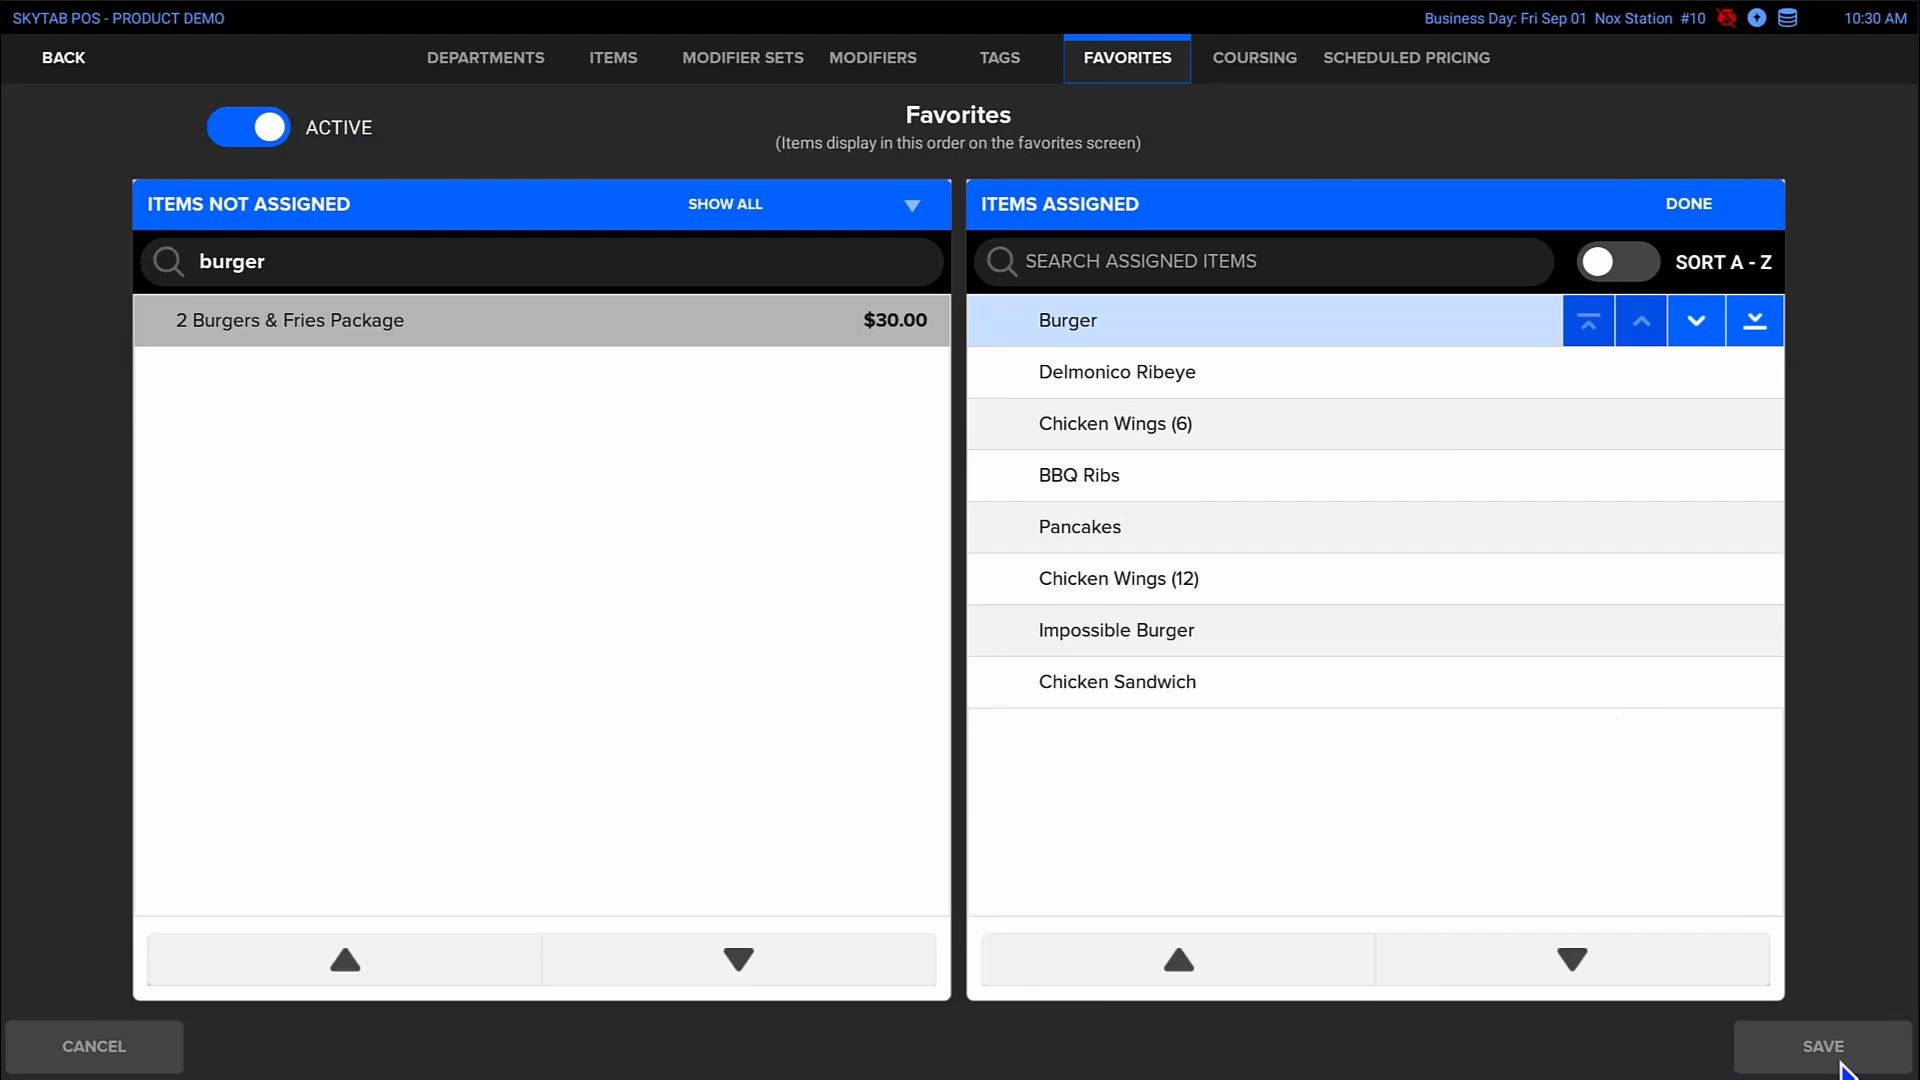 SKYTAB POS - PRODUCT DEMO
Business Day: Fri Sep 01 Nox Station #10 10:30 AM
BACK DEPARTMENTS ITEMS MODIFIER SETS MODIFIERS TAGS FAVORITES COURSING SCHEDULED PRICING
ACTIVE
Favorites
(Items display in this order on the favorites screen)
ITEMS NOT ASSIGNED SHOW ALL
burger
2 Burgers & Fries Package $30.00
ITEMS ASSIGNED DONE
SEARCH ASSIGNED ITEMS SORT A - Z
Burger
Delmonico Ribeye
Chicken Wings (6)
BBQ Ribs
Pancakes
Chicken Wings (12)
Impossible Burger
Chicken Sandwich
CANCEL SAVE